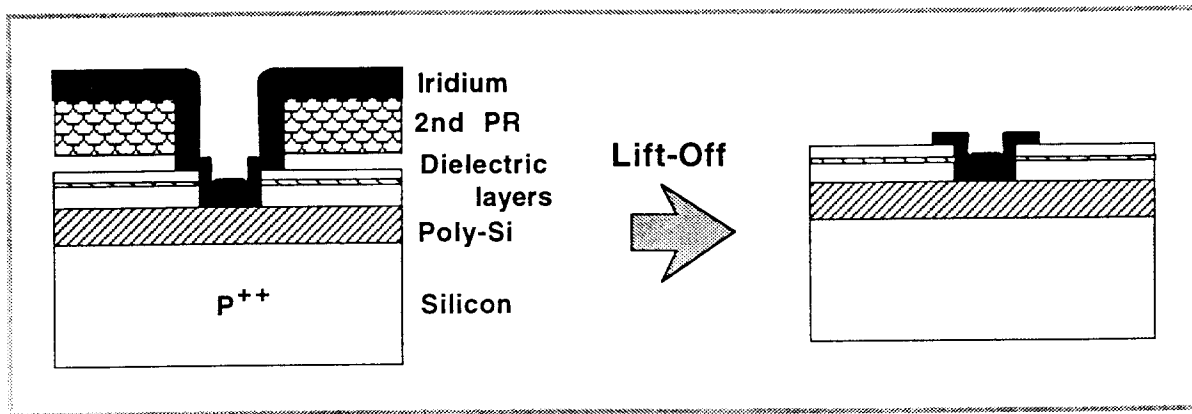 Iridium
2nd PR
Dielectric
layers
Poly-Si
Silicon
P++
Lift-Off